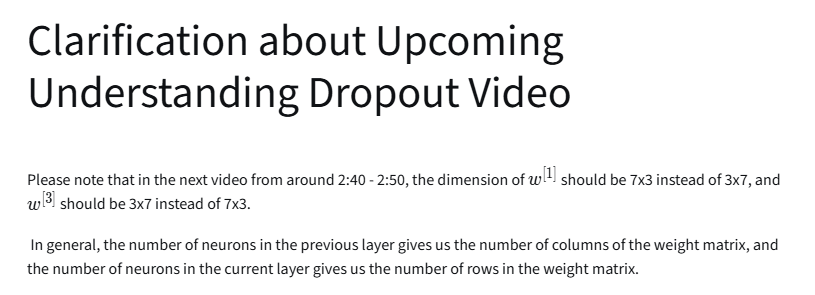 Clarification about Upcoming
Understanding Dropout Video
Please note that in the next video from around 2:40 - 2:50, the dimension of w^[1] should be 7x3 instead of 3x7, and
w^[3] should be 3x7 instead of 7x3.
In general, the number of neurons in the previous layer gives us the number of columns of the weight matrix, and
the number of neurons in the current layer gives us the number of rows in the weight matrix.